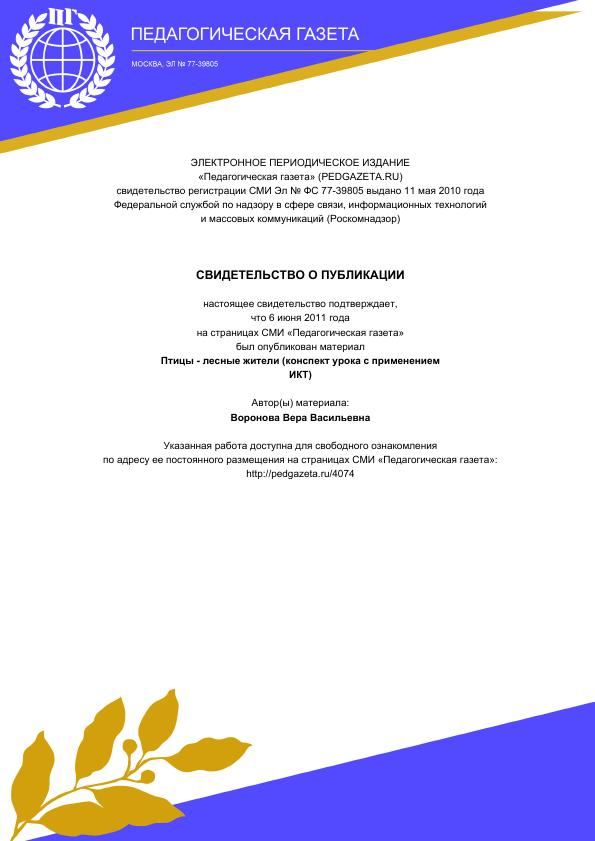 ПГ
ПЕДАГОГИЧЕСКАЯ ГАЗЕТА
МОСКВА, ЭЛ № 77-39805
ЭЛЕКТРОННОЕ ПЕРИОДИЧЕСКОЕ ИЗДАНИЕ
«Педагогическая газета» (PEDGAZETA.RU)
свидетельство регистрации СМИ Эл № ФС 77-39805 выдано 11 мая 2010 года
Федеральной службой по надзору в сфере связи, информационных технологий
и массовых коммуникаций (Роскомнадзор)
СВИДЕТЕЛЬСТВО О ПУБЛИКАЦИИ
настоящее свидетельство подтверждает,
что 6 июня 2011 года
на страницах СМИ «Педагогическая газета»
был опубликован материал
Птицы - лесные жители (конспект урока с применением
ИКТ)
Автор(ы) материала:
Воронова Вера Васильевна
Указанная работа доступна для свободного ознакомления
по адресу ее постоянного размещения на страницах СМИ «Педагогическая газета»:
http://pedgazeta.ru/4074